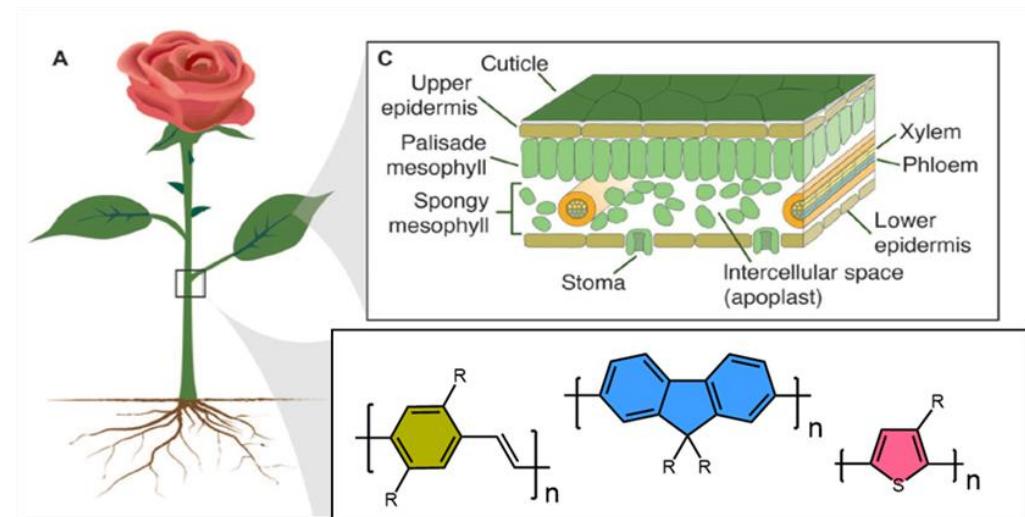 A
C
Cuticle
Upper
epidermis
Palisade
mesophyll
Spongy
mesophyll
Stoma
Xylem
Phloem
Lower
epidermis
Intercellular space
(apoplast)
R
R
n
R
R
n
R
S
n